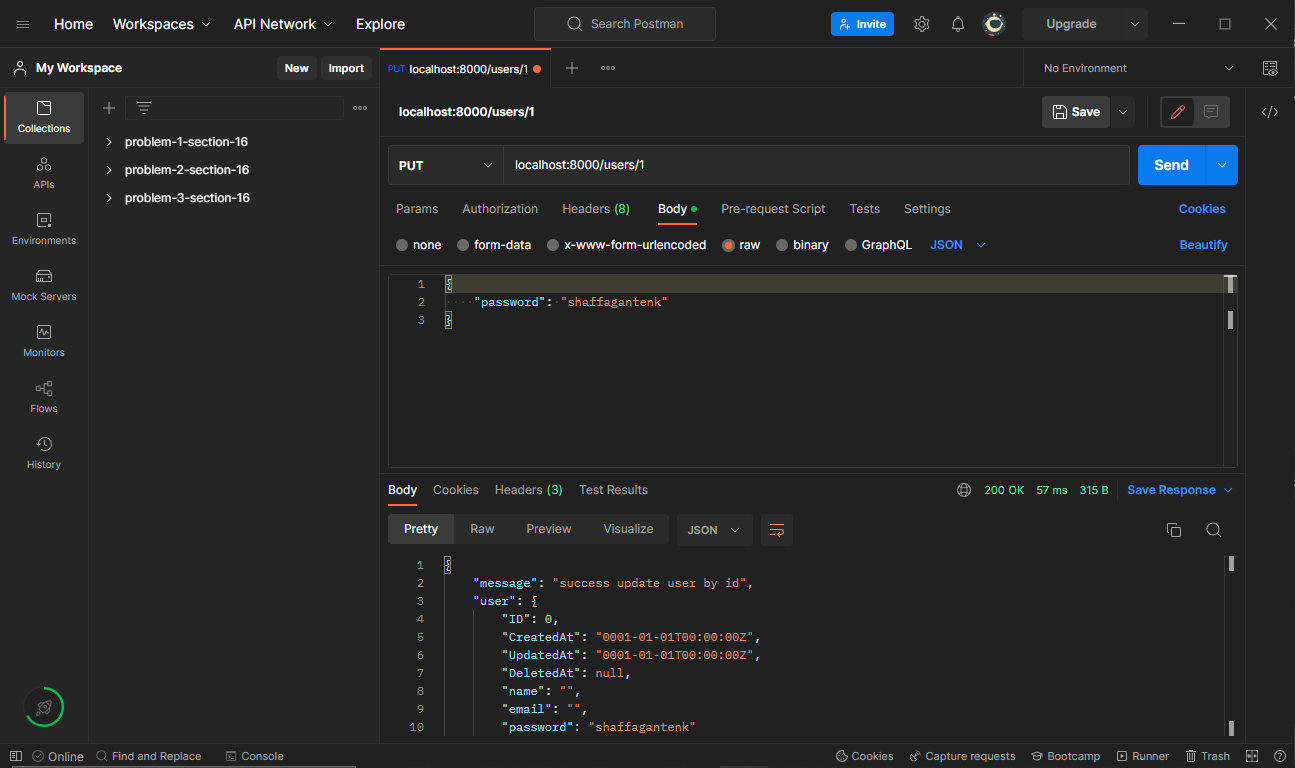 Home Workspaces API Network Explore Search Postman Invite Upgrade
My Workspace New Import PUT localhost:8000/users/1 No Environment
Collections
APIs
Environments
Mock Servers
Monitors
Flows
History
problem-1-section-16
problem-2-section-16
problem-3-section-16
localhost:8000/users/1 Save
PUT localhost:8000/users/1 Send
Params Authorization Headers (8) Body Pre-request Script Tests Settings Cookies
none form-data x-www-form-urlencoded raw binary GraphQL JSON Beautify
1 {
2 "password": "shaffagantenk"
3 }
Body Cookies Headers (3) Test Results 200 OK 57 ms 315 B Save Response
Pretty Raw Preview Visualize JSON
1 {
2 "message": "success update user by id",
3 "user": {
4 "ID": 0,
5 "CreatedAt": "0001-01-01T00:00:00Z",
6 "UpdatedAt": "0001-01-01T00:00:00Z",
7 "DeletedAt": null,
8 "name": "",
9 "email": "",
10 "password": "shaffagantenk"
Online Find and Replace Console Cookies Capture requests Bootcamp Runner Trash